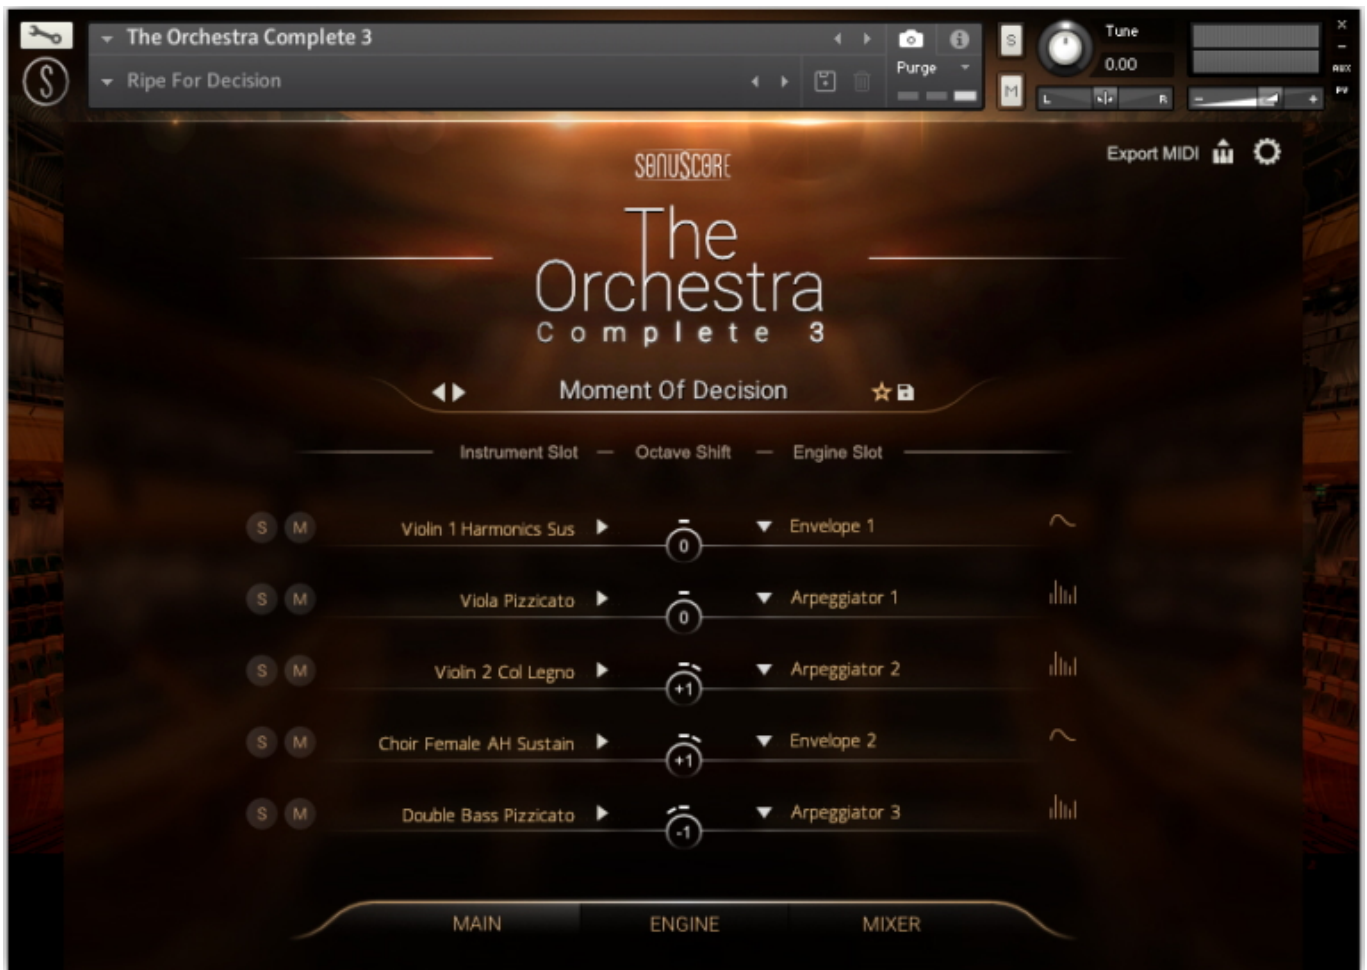 The Orchestra Complete 3
S
Tune
0.00
Ripe For Decision
Purge
M
AUX
PV
L
R
SONUSCORE
Export MIDI
The
Orchestra
Complete 3
Moment Of Decision
Instrument Slot — Octave Shift — Engine Slot
S M Violin 1 Harmonics Sus 0 Envelope 1
S M Viola Pizzicato 0 Arpeggiator 1
S M Violin 2 Col Legno +1 Arpeggiator 2
S M Choir Female AH Sustain +1 Envelope 2
S M Double Bass Pizzicato -1 Arpeggiator 3
MAIN ENGINE MIXER